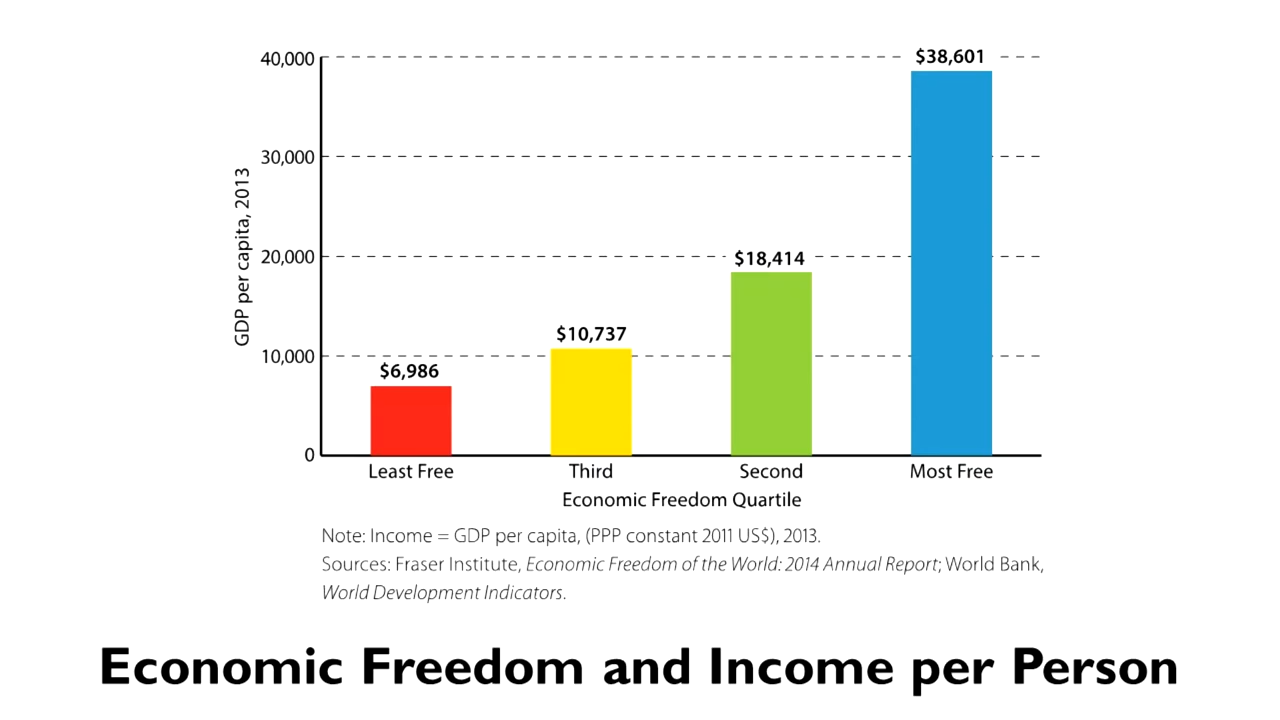 40,000
30,000
20,000
10,000
0
GDP per capita, 2013
$6,986
$10,737
$18,414
$38,601
Least Free
Third
Second
Most Free
Economic Freedom Quartile
Note: Income = GDP per capita, (PPP constant 2011 US$), 2013.
Sources: Fraser Institute, Economic Freedom of the World: 2014 Annual Report; World Bank,
World Development Indicators.
Economic Freedom and Income per Person